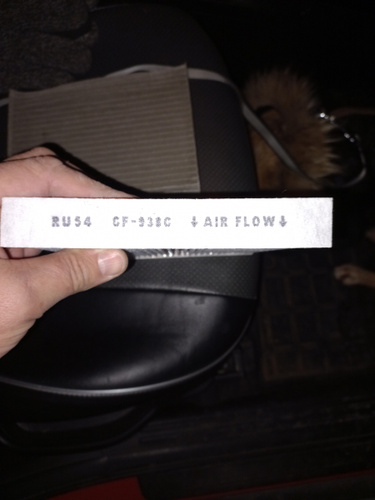 RU54 CF-938C ↓ AIR FLOW ↓